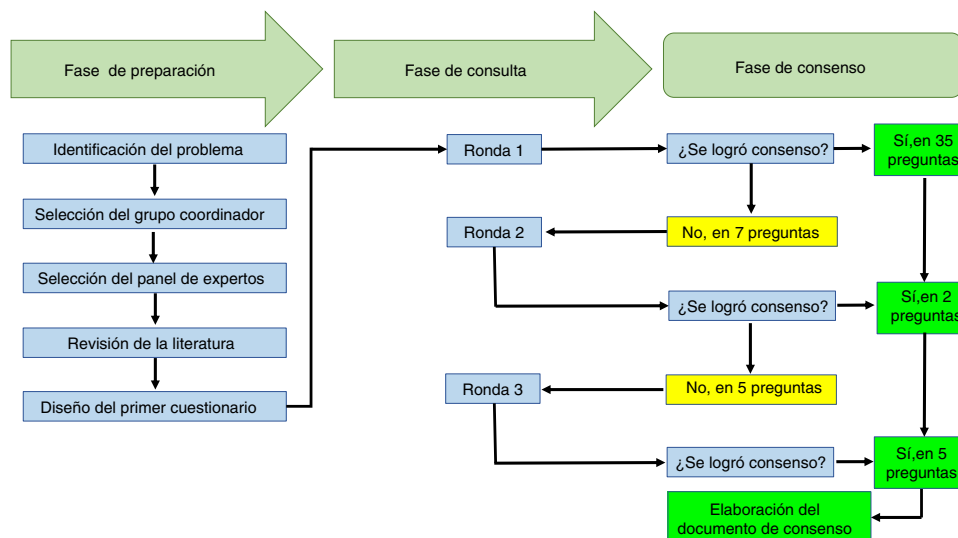 Fase de preparación
Fase de consulta
Fase de consenso
Identificación del problema
Selección del grupo coordinador
Selección del panel de expertos
Revisión de la literatura
Diseño del primer cuestionario
Ronda 1
¿Se logró consenso?
Sí,en 35
preguntas
No, en 7 preguntas
Ronda 2
¿Se logró consenso?
Sí,en 2
preguntas
No, en 5 preguntas
Ronda 3
¿Se logró consenso?
Sí,en 5
preguntas
Elaboración del
documento de consenso